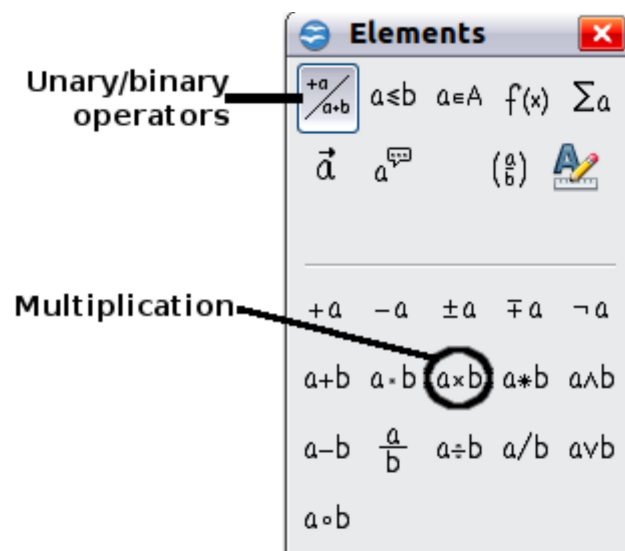 Elements
Unary/binary
operators
+a/a+b a≤b a∈A f(x) Σa
a⃗ a (a/b) A
Multiplication
+a −a ±a ∓a ¬a
a+b a·b a×b a∗b a∧b
a−b a/b a÷b a/b a∨b
a∘b